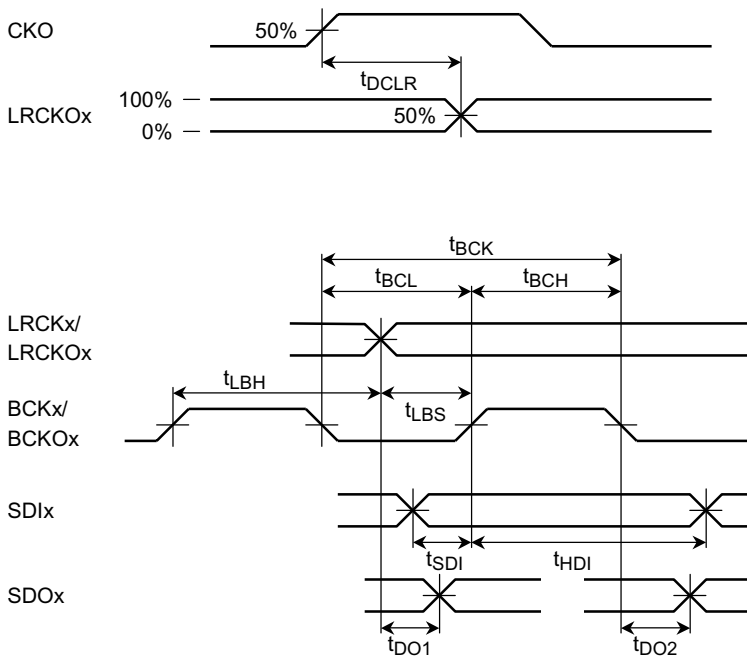 CKO
50%
tDCLR
100%
LRCKOx
50%
0%
tBCK
tBCL
tBCH
LRCKx/
LRCKOx
tLBH
tLBS
BCKx/
BCKOx
SDIx
tSDI
tHDI
SDOx
tDO1
tDO2